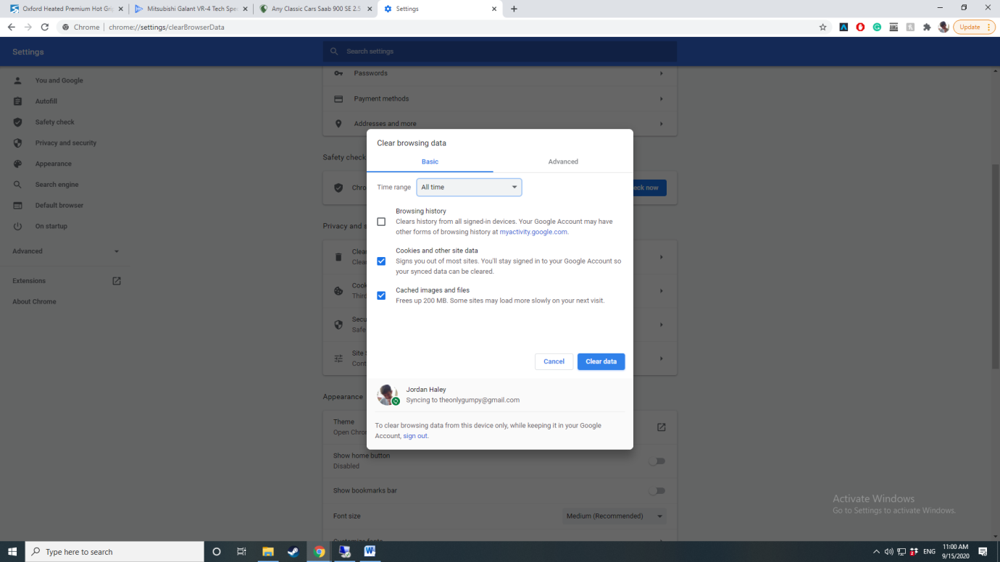 Oxford Heated Premium Hot Gri
Mitsubishi Galant VR-4 Tech Spec
Any Classic Cars Saab 900 SE 2.5
Settings
Chrome | chrome://settings/clearBrowserData
Update
Settings
Search settings
You and Google
Autofill
Safety check
Privacy and security
Appearance
Search engine
Default browser
On startup
Advanced
Extensions
About Chrome
Passwords
Payment methods
Addresses and more
Safety check
Chro
eck now
Privacy and s
Clea
Clear
Cook
Third
Secu
Safe
Site S
Cont
Appearance
Theme
Open Chro
Show home button
Disabled
Show bookmarks bar
Font size
Medium (Recommended)
Customize fonts
Clear browsing data
Basic
Advanced
Time range
All time
Browsing history
Clears history from all signed-in devices. Your Google Account may have
other forms of browsing history at myactivity.google.com.
Cookies and other site data
Signs you out of most sites. You'll stay signed in to your Google Account so
your synced data can be cleared.
Cached images and files
Frees up 200 MB. Some sites may load more slowly on your next visit.
Cancel
Clear data
Jordan Haley
Syncing to theonlygumpy@gmail.com
To clear browsing data from this device only, while keeping it in your Google
Account, sign out.
Activate Windows
Go to Settings to activate Windows.
Type here to search
ENG
11:00 AM
9/15/2020